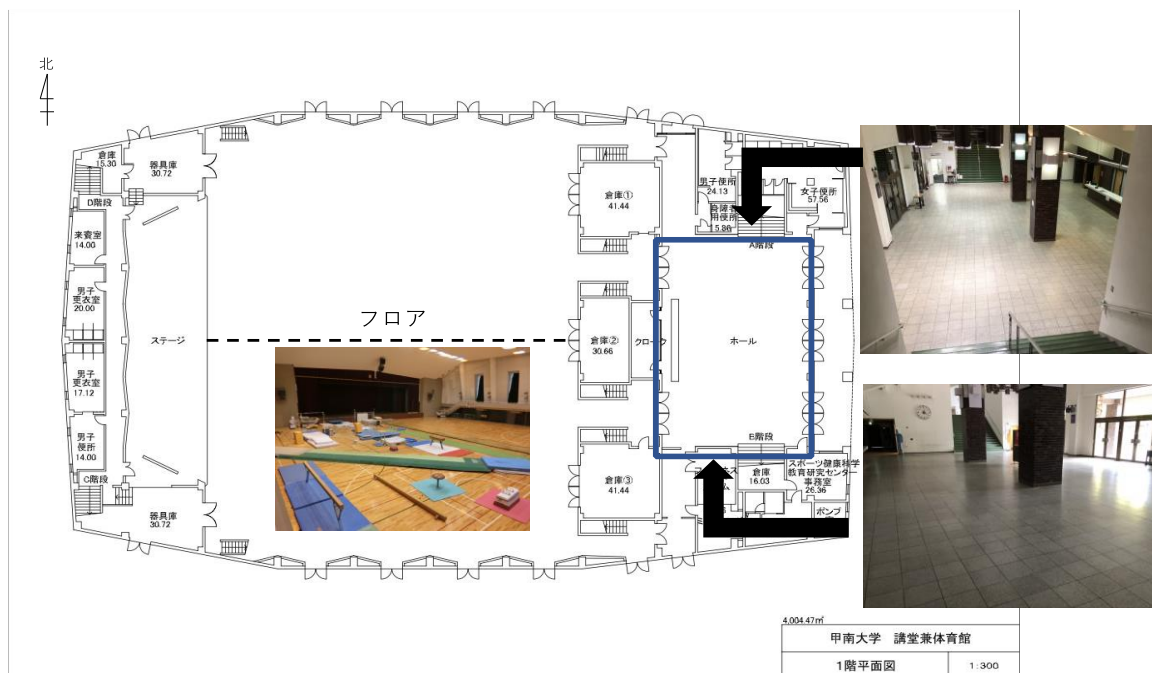 北
倉庫
15.30
器具庫
30.72
D階段
来賓室
14.00
男子
更衣室
20.00
男子
更衣室
17.12
男子
便所
14.00
C階段
器具庫
30.72
ステージ
フロア
倉庫①
41.44
倉庫②
30.66
クローク
倉庫③
41.44
男子便所
24.13
女子便所
57.56
用便所
15.80
A階段
ホール
B階段
倉庫
16.03
スポーツ健康科学
教育研究センター
事務室
26.36
ポンプ
4,004.47㎡
甲南大学 講堂兼体育館
1階平面図
1:300